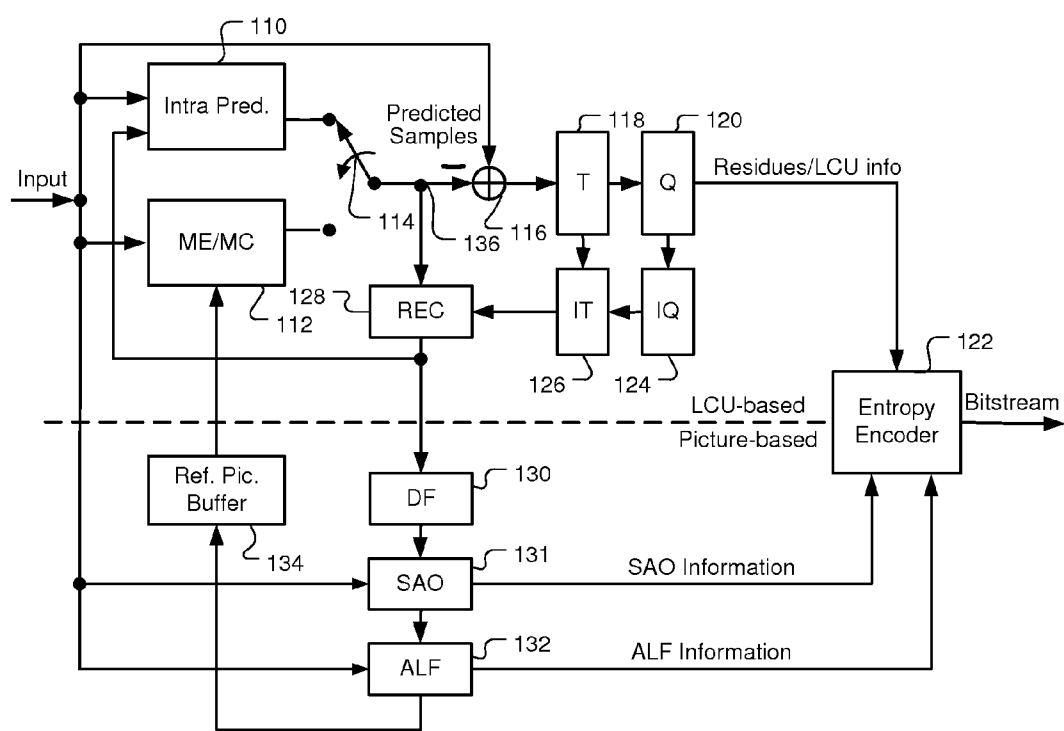 110
Intra Pred.
Predicted
Samples
118
120
T
Q
Residues/LCU info
Input
114
136
116
ME/MC
112
128
REC
IT
IQ
126
124
122
Entropy
Encoder
Bitstream
LCU-based
Picture-based
Ref. Pic.
Buffer
134
130
DF
131
SAO
SAO Information
132
ALF
ALF Information